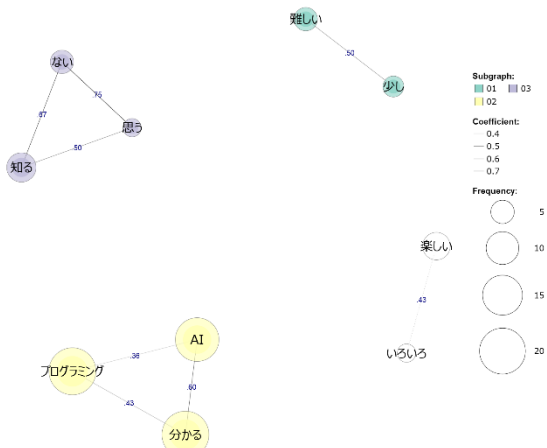 難しい
.50
少し
ない
.75
思う
.67
.50
知る
Subgraph:
01 03
02
Coefficient:
0.4
0.5
0.6
0.7
Frequency:
5
10
15
20
楽しい
.43
いろいろ
AI
.36
プログラミング
.60
.43
分かる